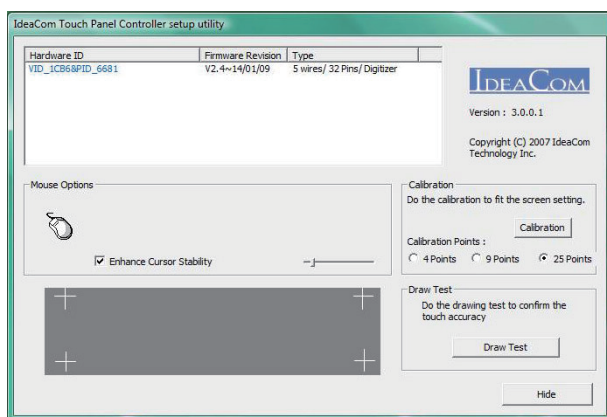 IdeaCom Touch Panel Controller setup utility
Hardware ID Firmware Revision Type
VID_1CB6&PID_6681 V2.4~14/01/09 5 wires/ 32 Pins/ Digitizer
IDEACOM
Version : 3.0.0.1
Copyright (C) 2007 IdeaCom
Technology Inc.
Mouse Options
Enhance Cursor Stability
Calibration
Do the calibration to fit the screen setting.
Calibration
Calibration Points :
4 Points 9 Points 25 Points
Draw Test
Do the drawing test to confirm the
touch accuracy
Draw Test
Hide